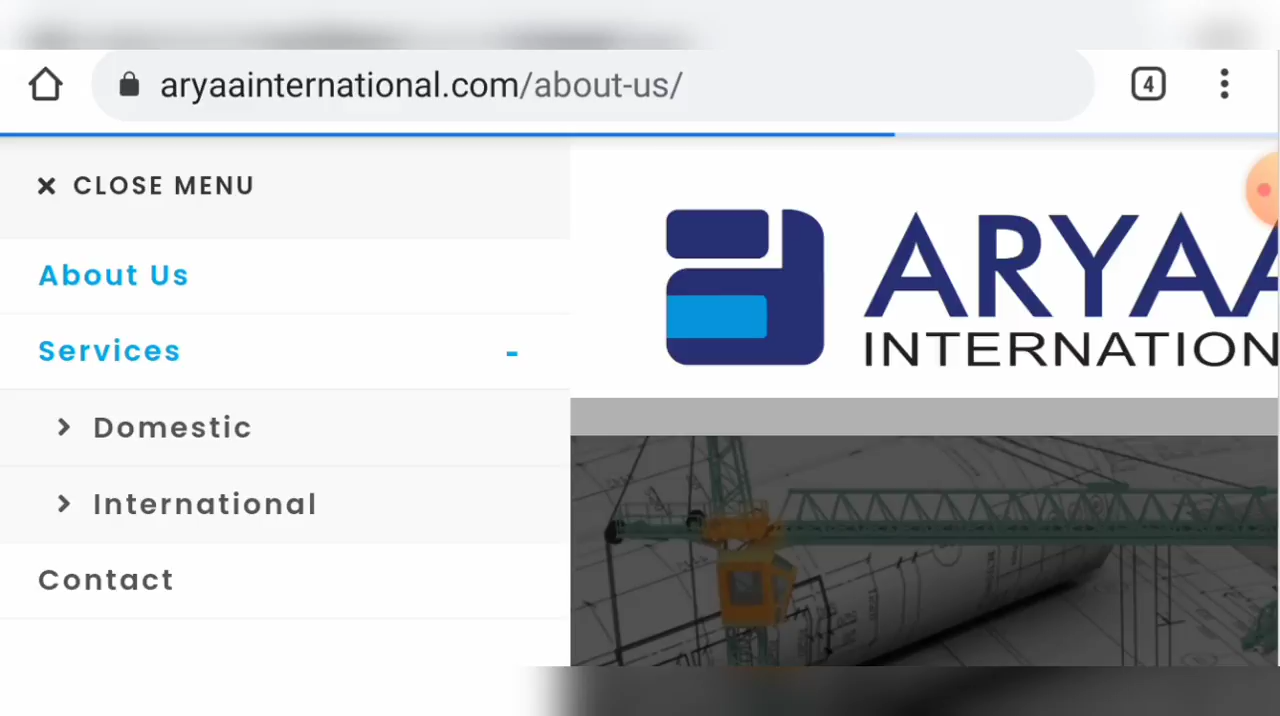 aryaainternational.com/about-us/
4
CLOSE MENU
About Us
Services
Domestic
International
Contact
ARYAA
INTERNATION